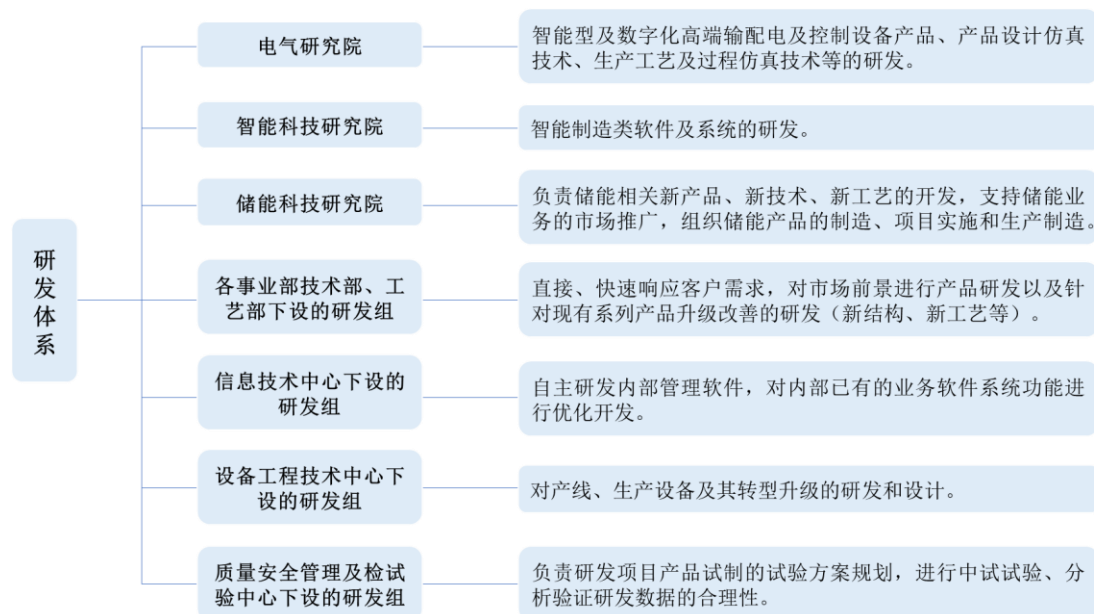 研发体系
电气研究院
智能型及数字化高端输配电及控制设备产品、产品设计仿真
技术、生产工艺及过程仿真技术等的研发。
智能科技研究院
智能制造类软件及系统的研发。
储能科技研究院
负责储能相关新产品、新技术、新工艺的开发，支持储能业
务的市场推广，组织储能产品的制造、项目实施和生产制造。
各事业部技术部、工
艺部下设的研发组
直接、快速响应客户需求，对市场前景进行产品研发以及针
对现有系列产品升级改善的研发（新结构、新工艺等）。
信息技术中心下设的
研发组
自主研发内部管理软件，对内部已有的业务软件系统功能进
行优化开发。
设备工程技术中心下
设的研发组
对产线、生产设备及其转型升级的研发和设计。
质量安全管理及检试
验中心下设的研发组
负责研发项目产品试制的试验方案规划，进行中试试验、分
析验证研发数据的合理性。